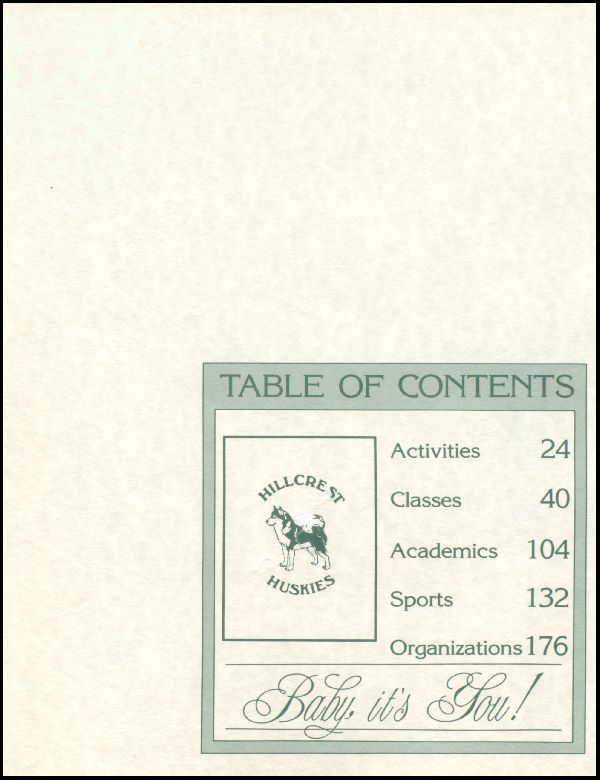 TABLE OF CONTENTS
HILLCREST
HUSKIES
Activities 24
Classes 40
Academics 104
Sports 132
Organizations 176
Baby, it's You!